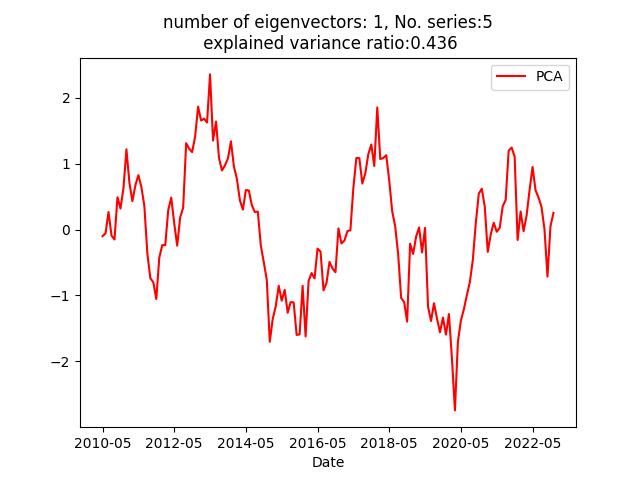 number of eigenvectors: 1, No. series:5
explained variance ratio:0.436
PCA
2
1
0
−1
−2
2010-05 2012-05 2014-05 2016-05 2018-05 2020-05 2022-05
Date